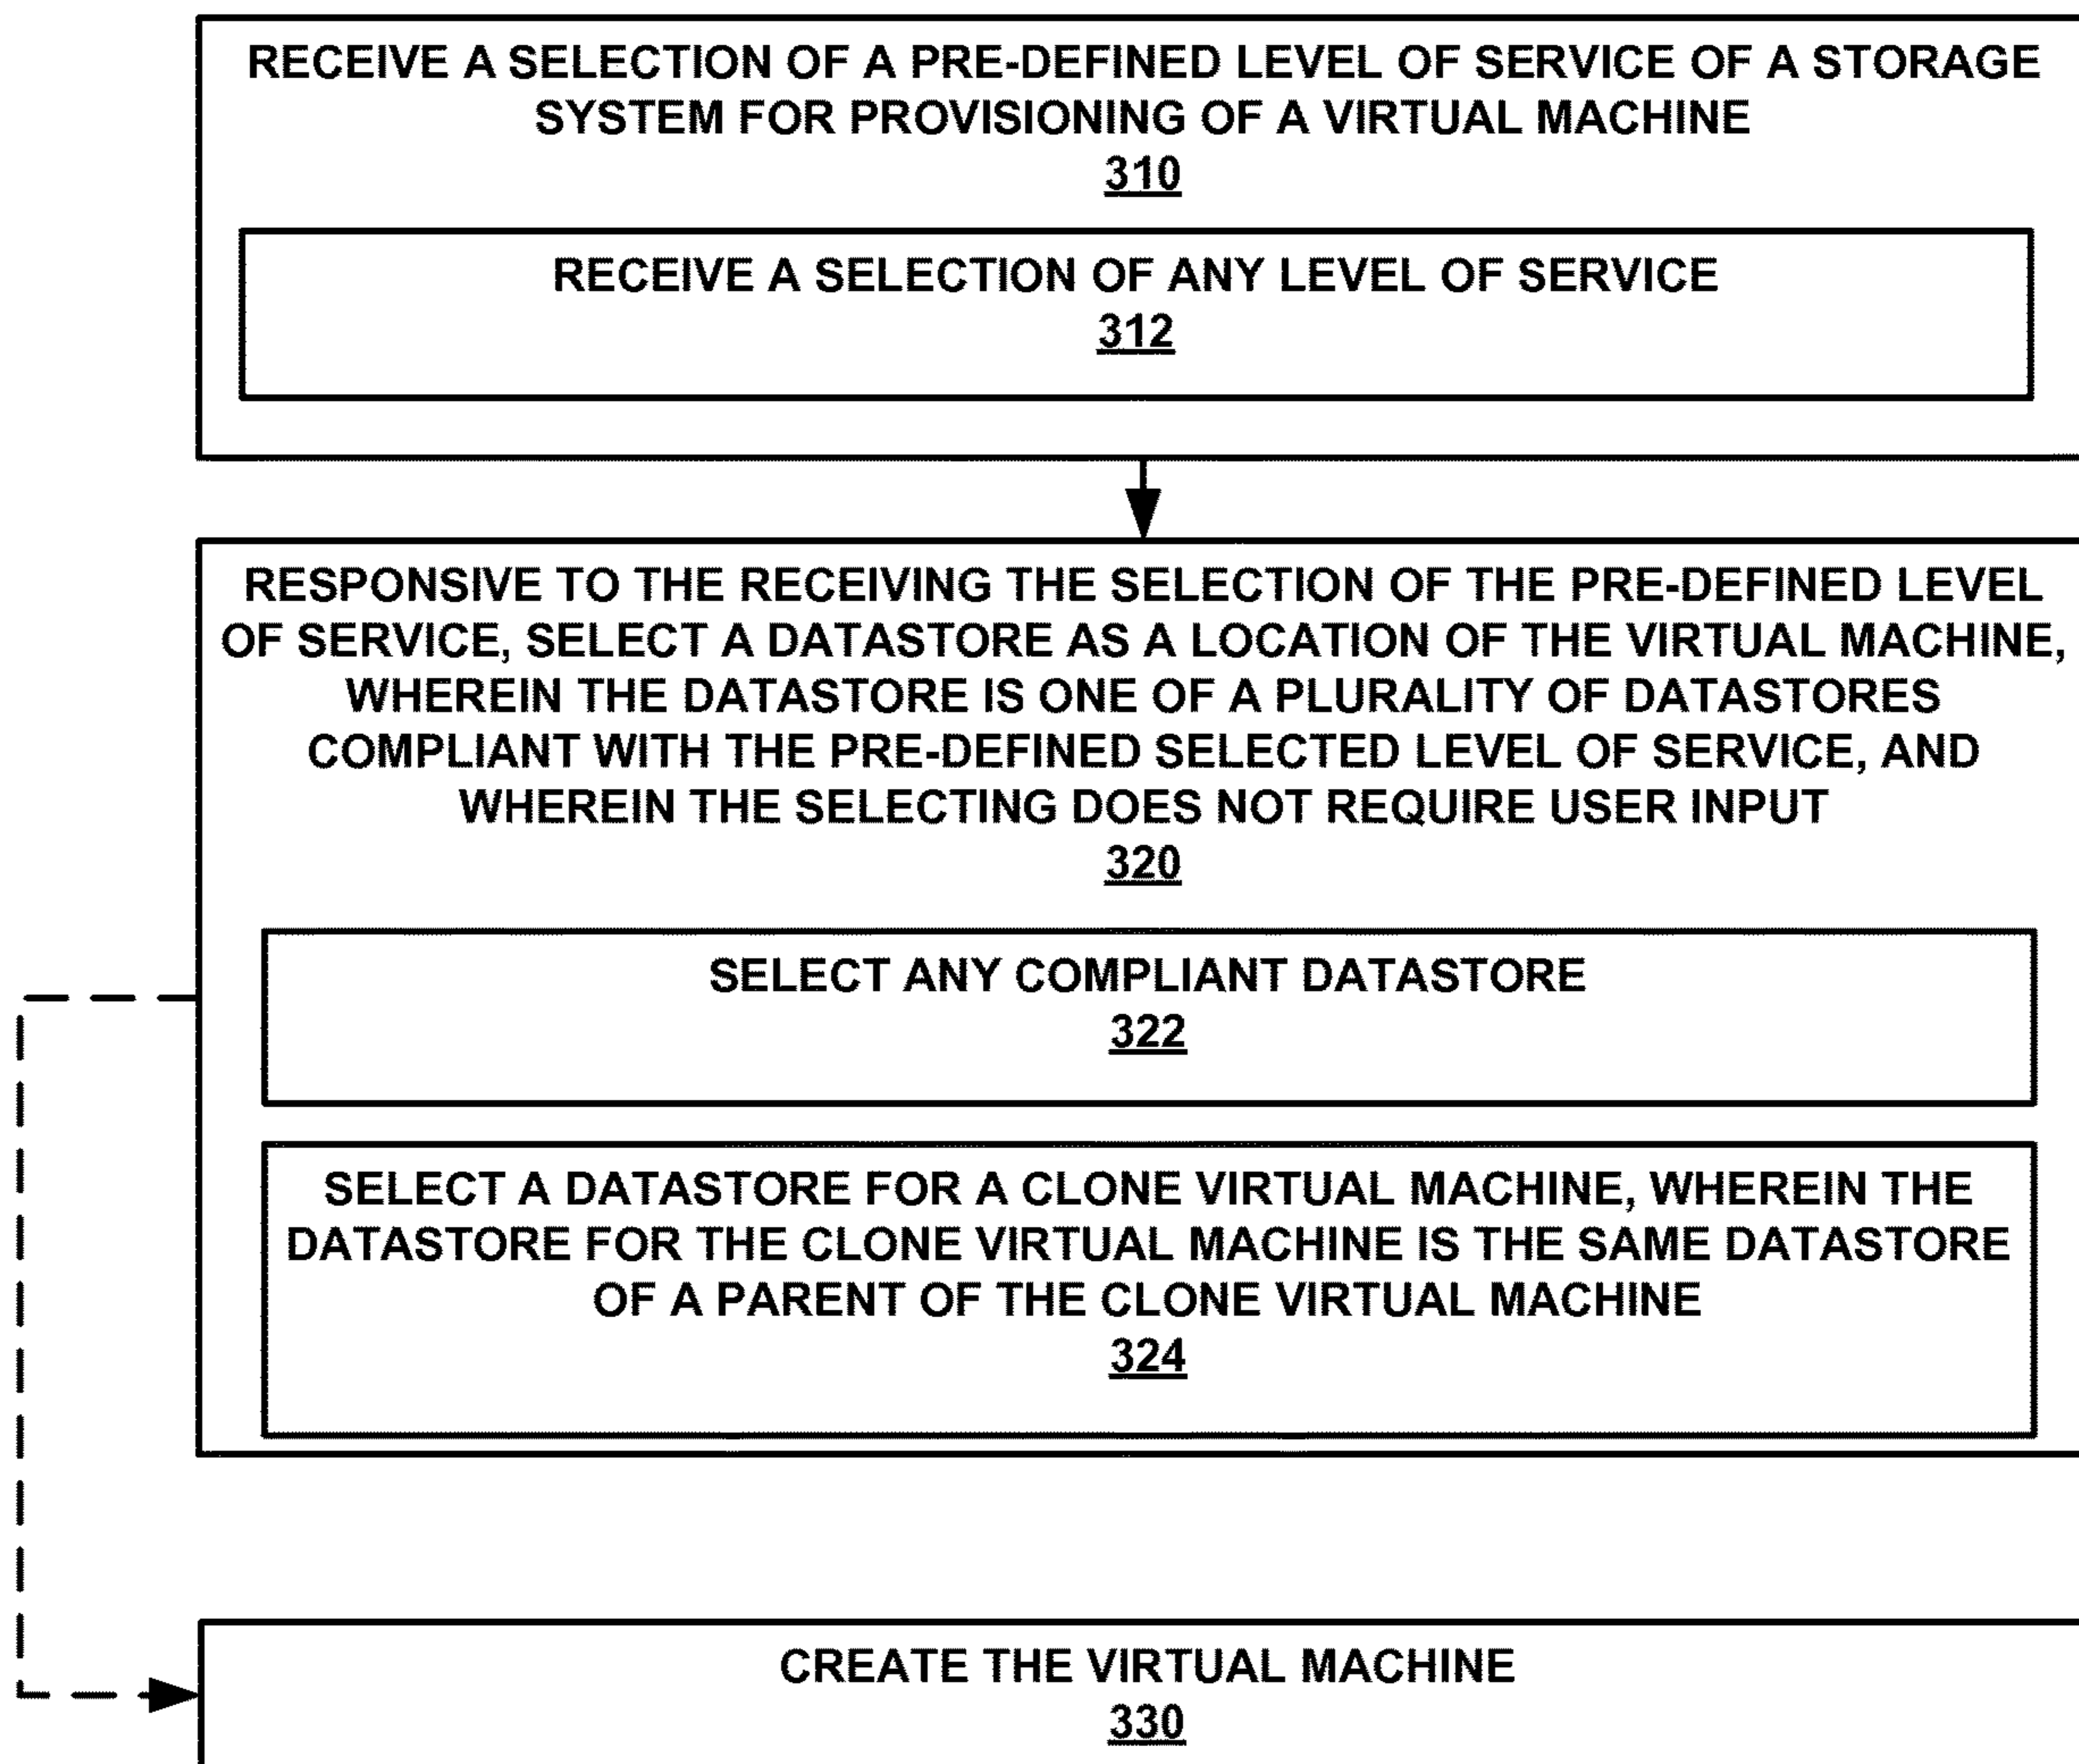 RECEIVE A SELECTION OF A PRE-DEFINED LEVEL OF SERVICE OF A STORAGE
SYSTEM FOR PROVISIONING OF A VIRTUAL MACHINE
310
RECEIVE A SELECTION OF ANY LEVEL OF SERVICE
312
RESPONSIVE TO THE RECEIVING THE SELECTION OF THE PRE-DEFINED LEVEL
OF SERVICE, SELECT A DATASTORE AS A LOCATION OF THE VIRTUAL MACHINE,
WHEREIN THE DATASTORE IS ONE OF A PLURALITY OF DATASTORES
COMPLIANT WITH THE PRE-DEFINED SELECTED LEVEL OF SERVICE, AND
WHEREIN THE SELECTING DOES NOT REQUIRE USER INPUT
320
SELECT ANY COMPLIANT DATASTORE
322
SELECT A DATASTORE FOR A CLONE VIRTUAL MACHINE, WHEREIN THE
DATASTORE FOR THE CLONE VIRTUAL MACHINE IS THE SAME DATASTORE
OF A PARENT OF THE CLONE VIRTUAL MACHINE
324
CREATE THE VIRTUAL MACHINE
330